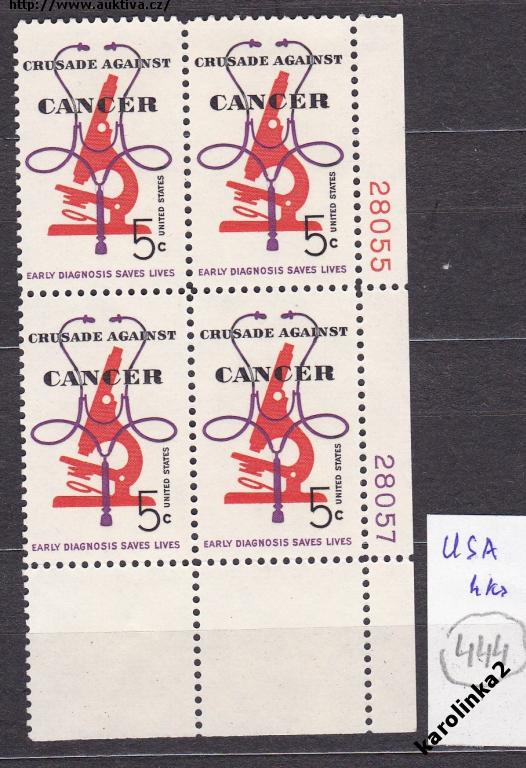 http://www.auktiva.cz/
CRUSADE AGAINST
CANCER
5c
UNITED STATES
EARLY DIAGNOSIS SAVES LIVES
CRUSADE AGAINST
CANCER
5c
UNITED STATES
EARLY DIAGNOSIS SAVES LIVES
28055
CRUSADE AGAINST
CANCER
5c
UNITED STATES
EARLY DIAGNOSIS SAVES LIVES
CRUSADE AGAINST
CANCER
5c
UNITED STATES
EARLY DIAGNOSIS SAVES LIVES
28057
USA
444
karolinka2